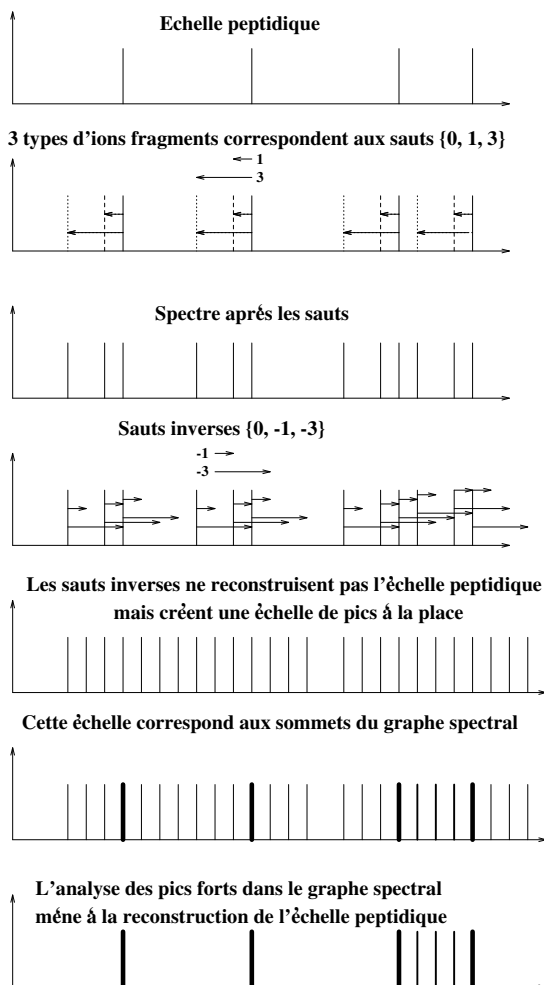 Echelle peptidique
3 types d'ions fragments correspondent aux sauts {0, 1, 3}
1
3
Spectre aprés les sauts
Sauts inverses {0, -1, -3}
-1
-3
Les sauts inverses ne reconstruisent pas l'échelle peptidique
mais créent une échelle de pics á la place
Cette échelle correspond aux sommets du graphe spectral
L'analyse des pics forts dans le graphe spectral
méne á la reconstruction de l'échelle peptidique